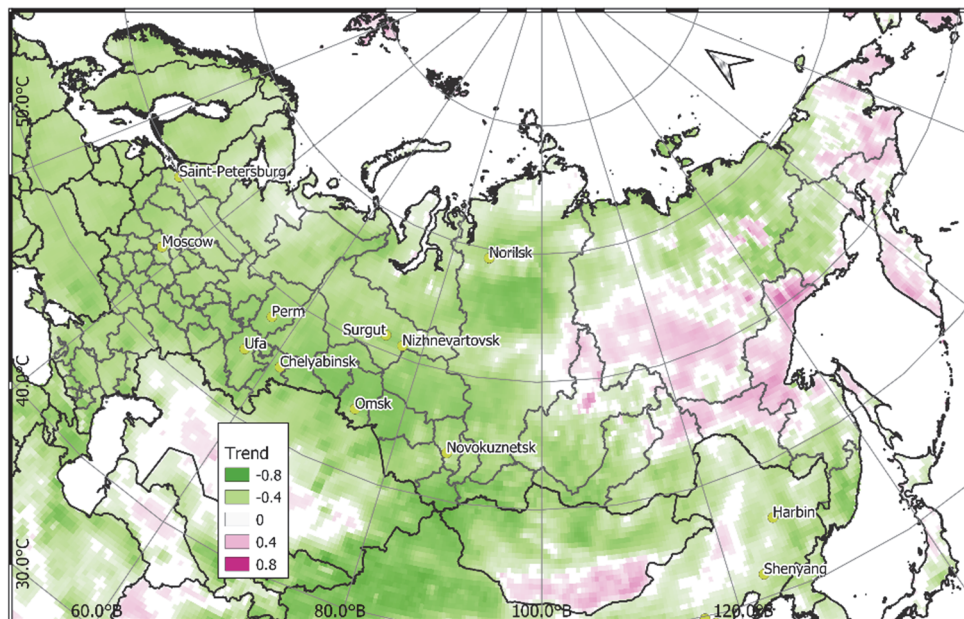 50.0°C
Saint-Petersburg
Moscow
Norilsk
Perm
Surgut
Nizhnevartovsk
Ufa
Chelyabinsk
40.0°C
Omsk
Novokuznetsk
Trend
-0.8
-0.4
0
0.4
0.8
Harbin
30.0°C
Shenyang
60.0°B
80.0°B
100.0°B
120.0°B